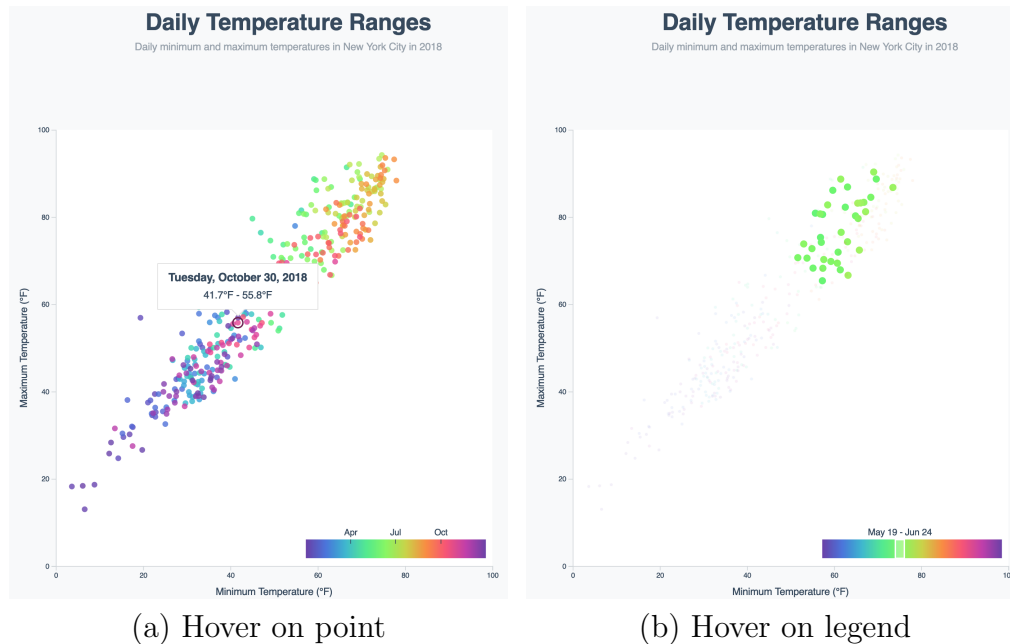 Daily Temperature Ranges
Daily minimum and maximum temperatures in New York City in 2018
100
80
60
40
20
0
Maximum Temperature (°F)
Tuesday, October 30, 2018
41.7°F - 55.8°F
Apr Jul Oct
0 20 40 60 80 100
Minimum Temperature (°F)
(a) Hover on point
Daily Temperature Ranges
Daily minimum and maximum temperatures in New York City in 2018
100
80
60
40
20
0
Maximum Temperature (°F)
May 19 - Jun 24
0 20 40 60 80 100
Minimum Temperature (°F)
(b) Hover on legend